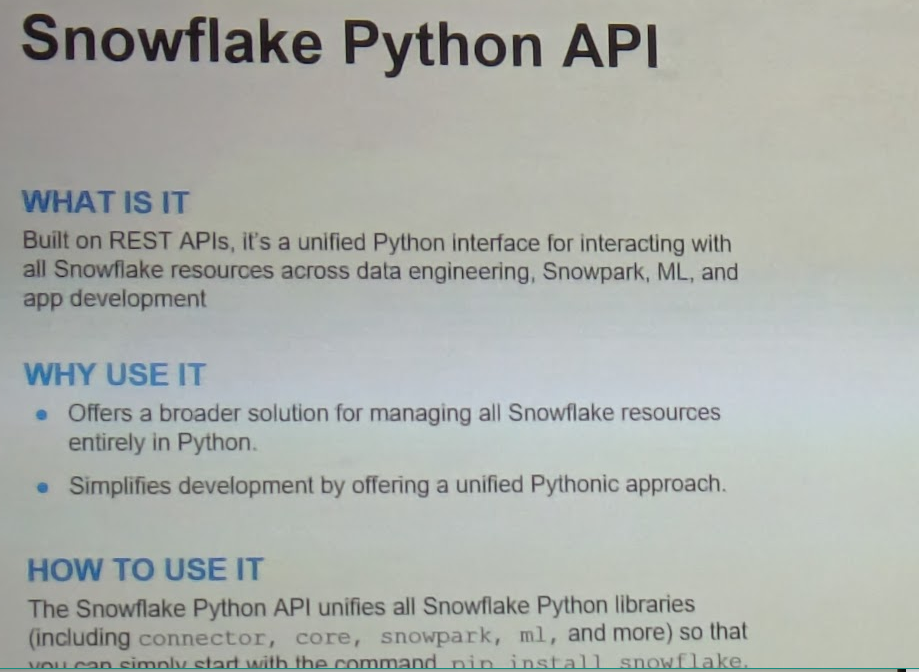 Snowflake Python API
WHAT IS IT
Built on REST APIs, it's a unified Python interface for interacting with
all Snowflake resources across data engineering, Snowpark, ML, and
app development
WHY USE IT
• Offers a broader solution for managing all Snowflake resources
entirely in Python.
• Simplifies development by offering a unified Pythonic approach.
HOW TO USE IT
The Snowflake Python API unifies all Snowflake Python libraries
(including connector, core, snowpark, ml, and more) so that
you can simply start with the command pip install snowflake.